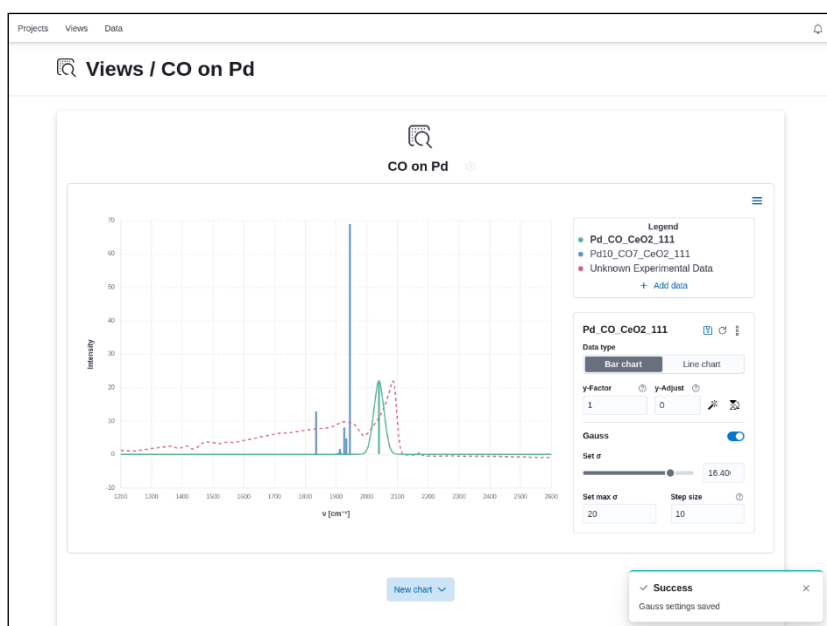 Projects Views Data
Views / CO on Pd
CO on Pd
70
60
50
40
30
20
10
0
-10
Intensity
1200 1300 1400 1500 1600 1700 1800 1900 2000 2100 2200 2300 2400 2500 2600
ν [cm⁻¹]
Legend
Pd_CO_CeO2_111
Pd10_CO7_CeO2_111
Unknown Experimental Data
+ Add data
Pd_CO_CeO2_111
Data type
Bar chart Line chart
y-Factor y-Adjust
1 0
Gauss
Set σ
Set max σ Step size
20 10
New chart
Success
Gauss settings saved